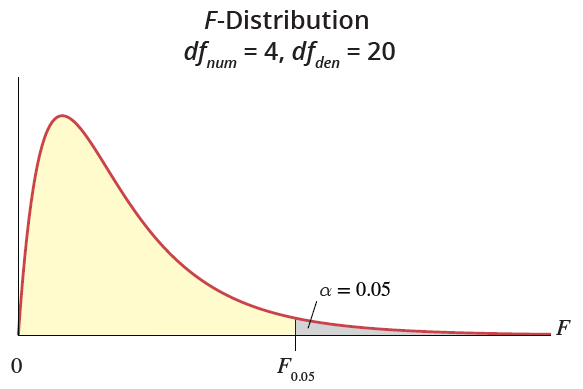 F-Distribution
df_num = 4, df_den = 20
α = 0.05
F
0
F_0.05